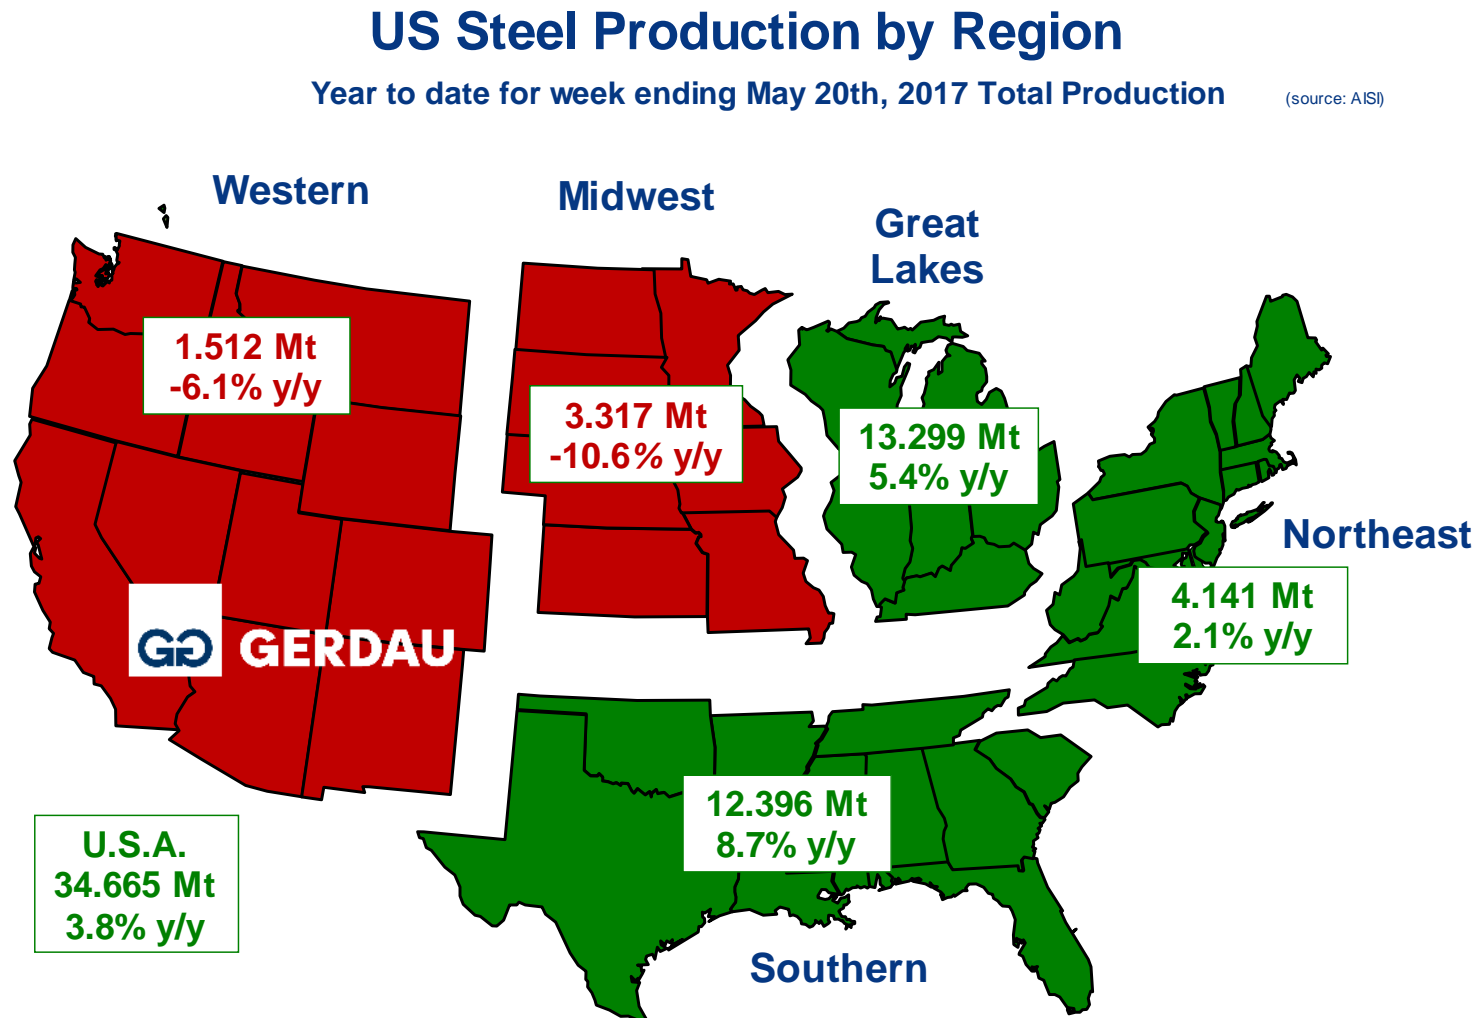 US Steel Production by Region
Year to date for week ending May 20th, 2017 Total Production
(source: AISI)
Western
Midwest
Great
Lakes
1.512 Mt
-6.1% y/y
3.317 Mt
-10.6% y/y
13.299 Mt
5.4% y/y
Northeast
4.141 Mt
2.1% y/y
GG GERDAU
12.396 Mt
8.7% y/y
U.S.A.
34.665 Mt
3.8% y/y
Southern